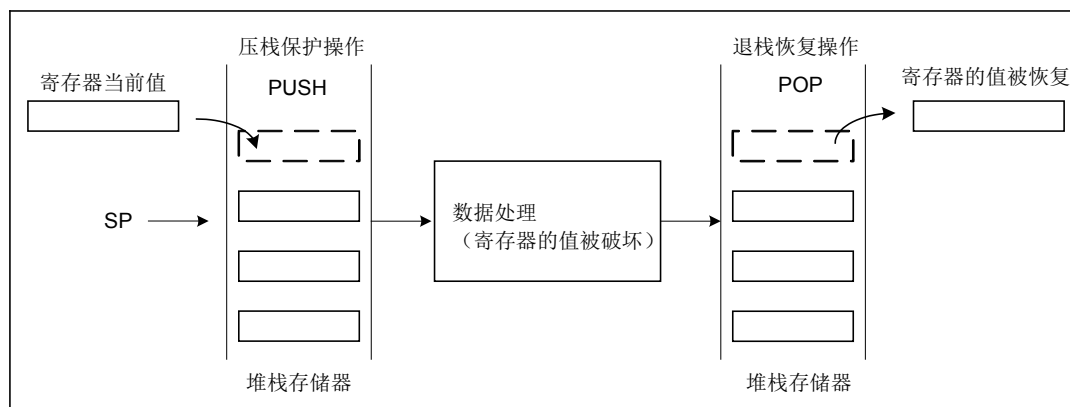 压栈保护操作
退栈恢复操作
寄存器当前值
PUSH
POP
寄存器的值被恢复
SP
数据处理
（寄存器的值被破坏）
堆栈存储器
堆栈存储器